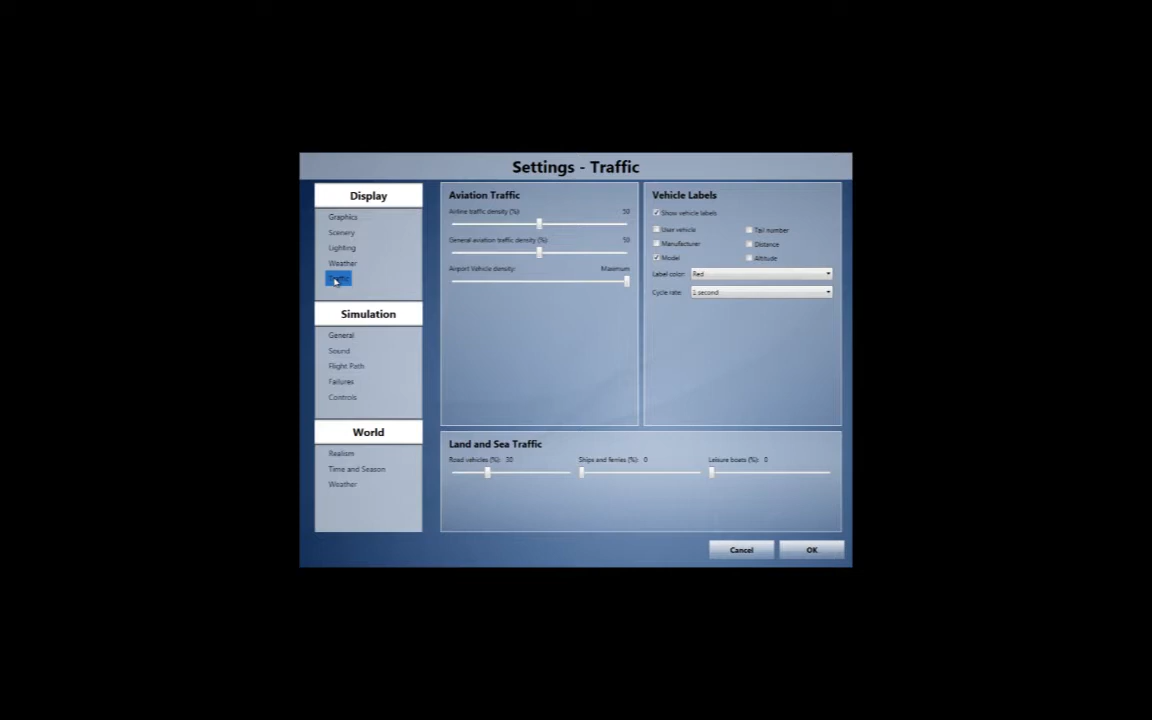 Settings - Traffic
Display
Graphics
Scenery
Lighting
Weather
Traffic
Simulation
General
Sound
Flight Path
Failures
Controls
World
Realism
Time and Season
Weather
Aviation Traffic
Airline traffic density (%) 50
General aviation traffic density (%): 50
Airport Vehicle density: Maximum
Vehicle Labels
Show vehicle labels
User vehicle Tail number
Manufacturer Distance
Model Altitude
Label color: Red
Cycle rate: second
Land and Sea Traffic
Road vehicles (%): 30 Ships and ferries (%): 0 Leisure boats (%): 0
Cancel OK